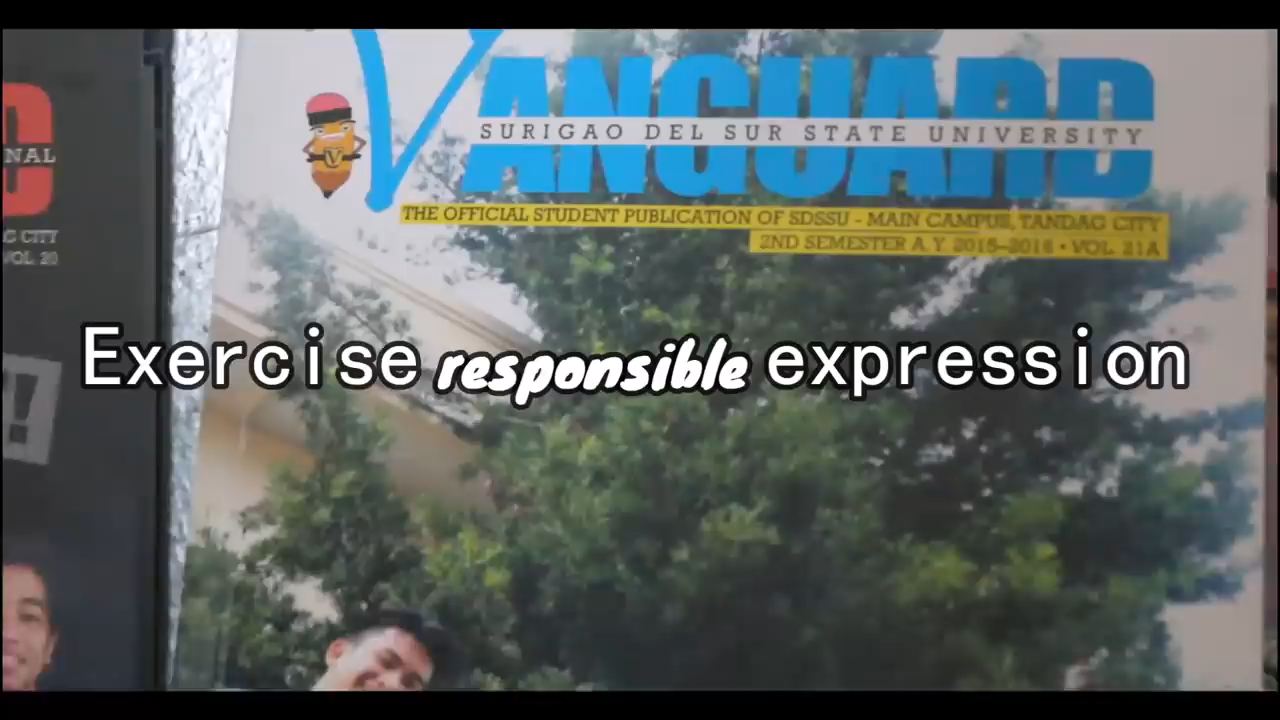 VANGUARD
SURIGAO DEL SUR STATE UNIVERSITY
V
THE OFFICIAL STUDENT PUBLICATION OF SDSSU - MAIN CAMPUS, TANDAG CITY
2ND SEMESTER A.Y. 2015-2016 • VOL. 21A
NAL
G CITY
VOL. 20
Exercise responsible expression
!